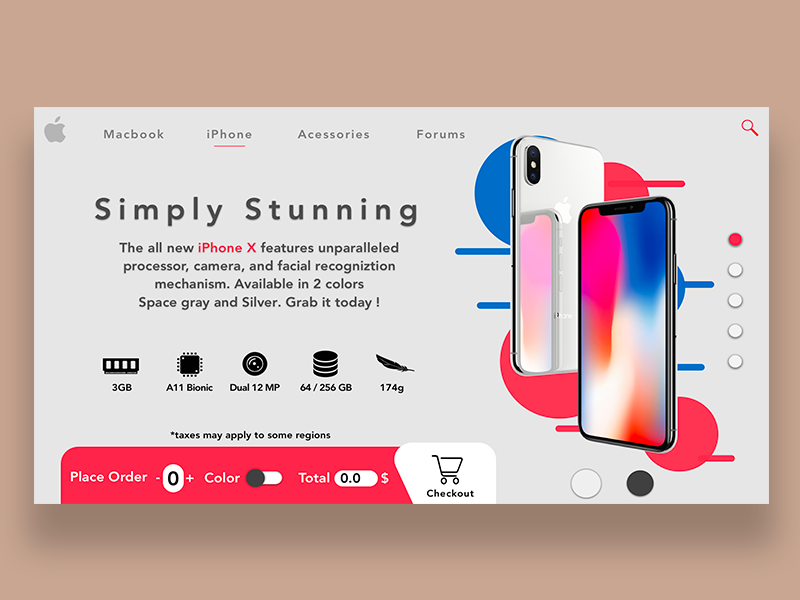 Macbook iPhone Acessories Forums
Simply Stunning
The all new iPhone X features unparalleled
processor, camera, and facial recogniztion
mechanism. Available in 2 colors
Space gray and Silver. Grab it today !
3GB A11 Bionic Dual 12 MP 64 / 256 GB 174g
*taxes may apply to some regions
Place Order - 0 + Color Total 0.0 $
Checkout
iPhone